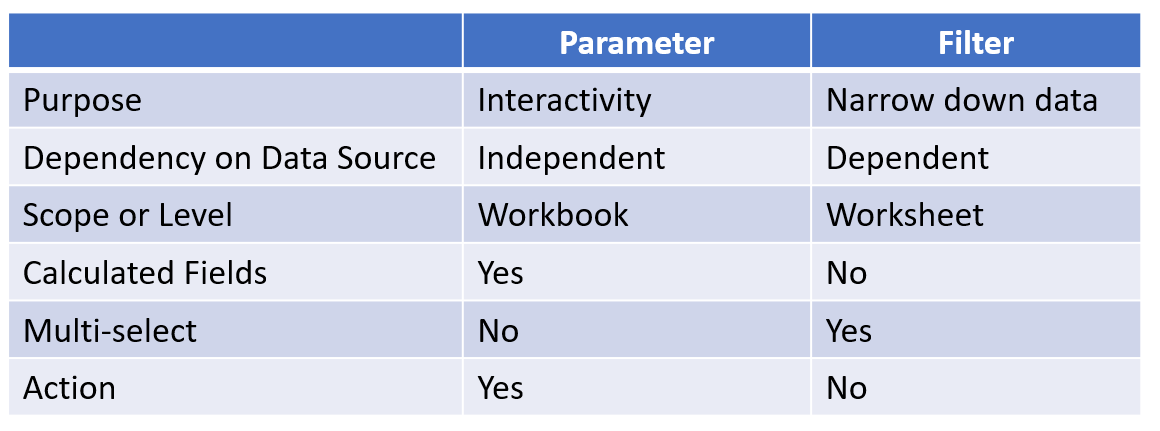 Parameter Filter
Purpose Interactivity Narrow down data
Dependency on Data Source Independent Dependent
Scope or Level Workbook Worksheet
Calculated Fields Yes No
Multi-select No Yes
Action Yes No